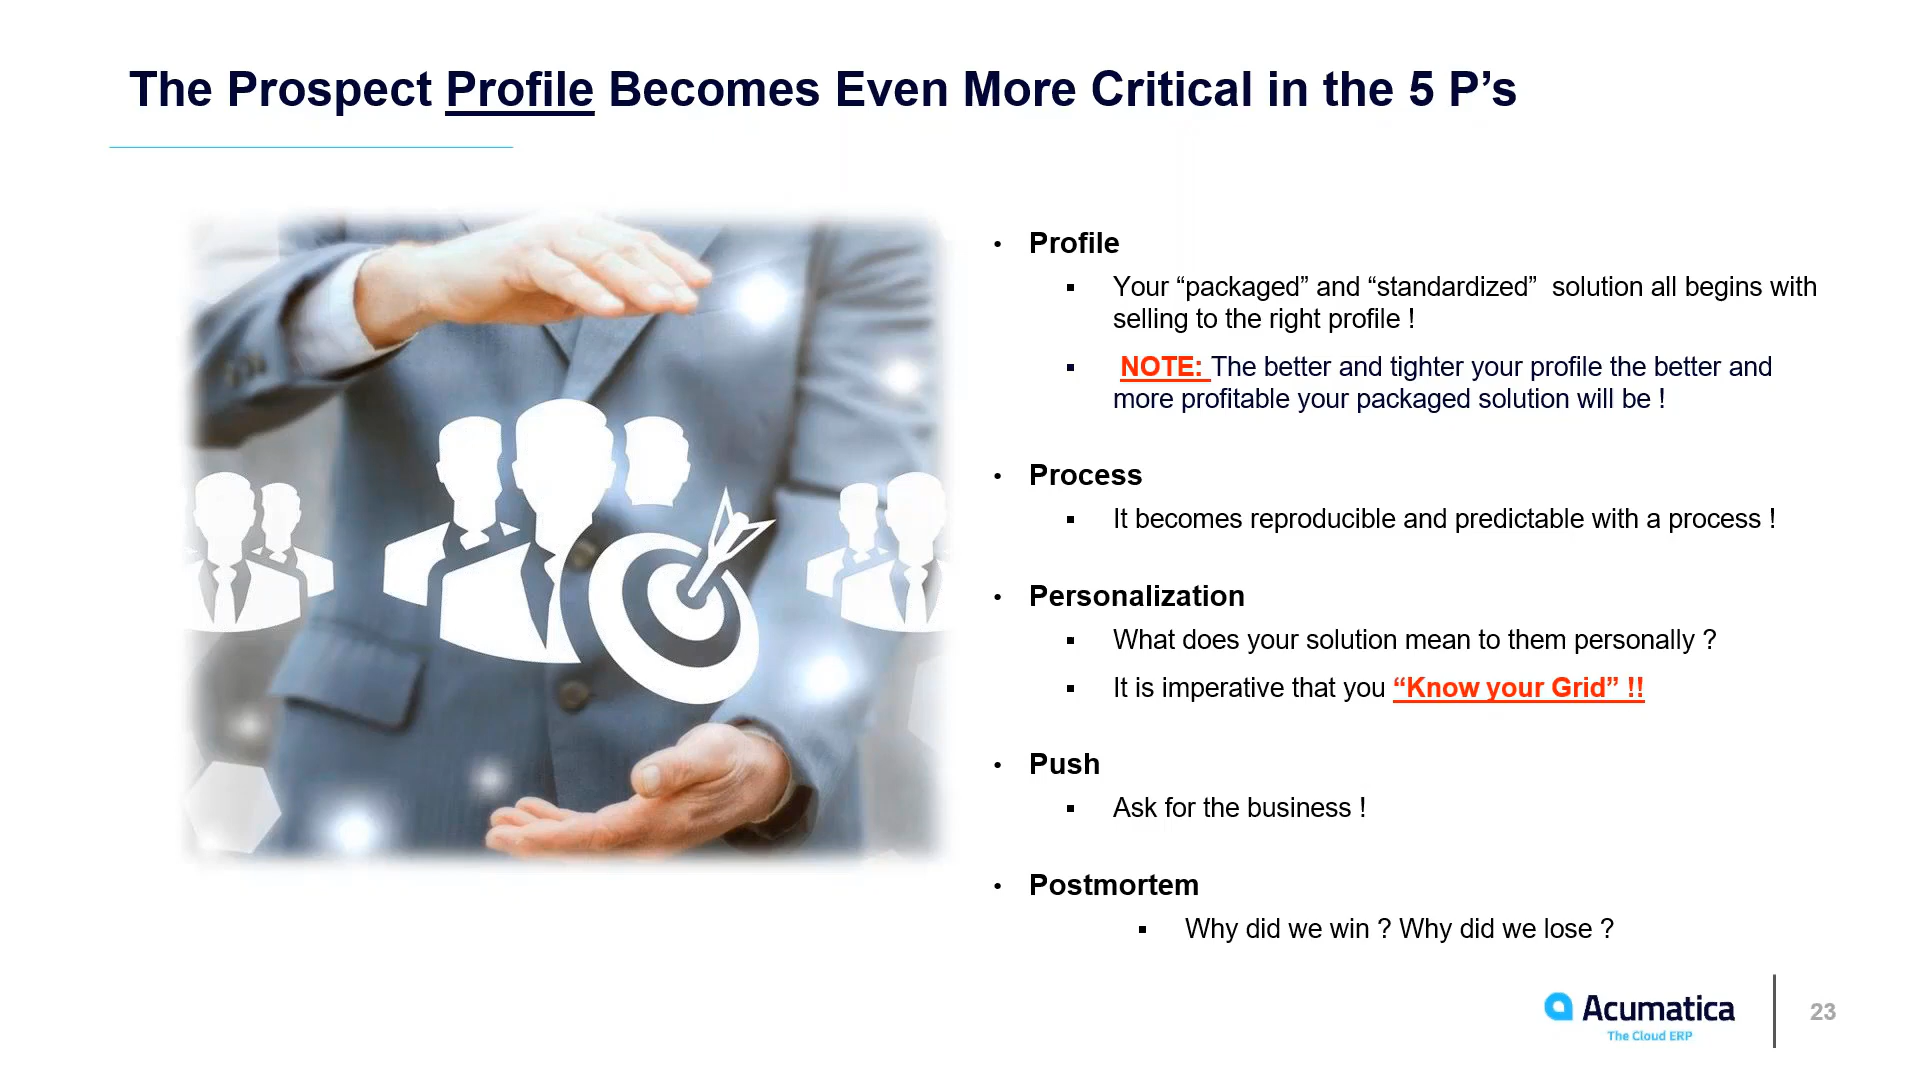 The Prospect Profile Becomes Even More Critical in the 5 P’s
• Profile
▪ Your “packaged” and “standardized”  solution all begins with
selling to the right profile !
▪ NOTE: The better and tighter your profile the better and
more profitable your packaged solution will be !
• Process
▪ It becomes reproducible and predictable with a process !
• Personalization
▪ What does your solution mean to them personally ?
▪ It is imperative that you “Know your Grid” !!
• Push
▪ Ask for the business !
• Postmortem
▪ Why did we win ? Why did we lose ?
Acumatica
The Cloud ERP
23